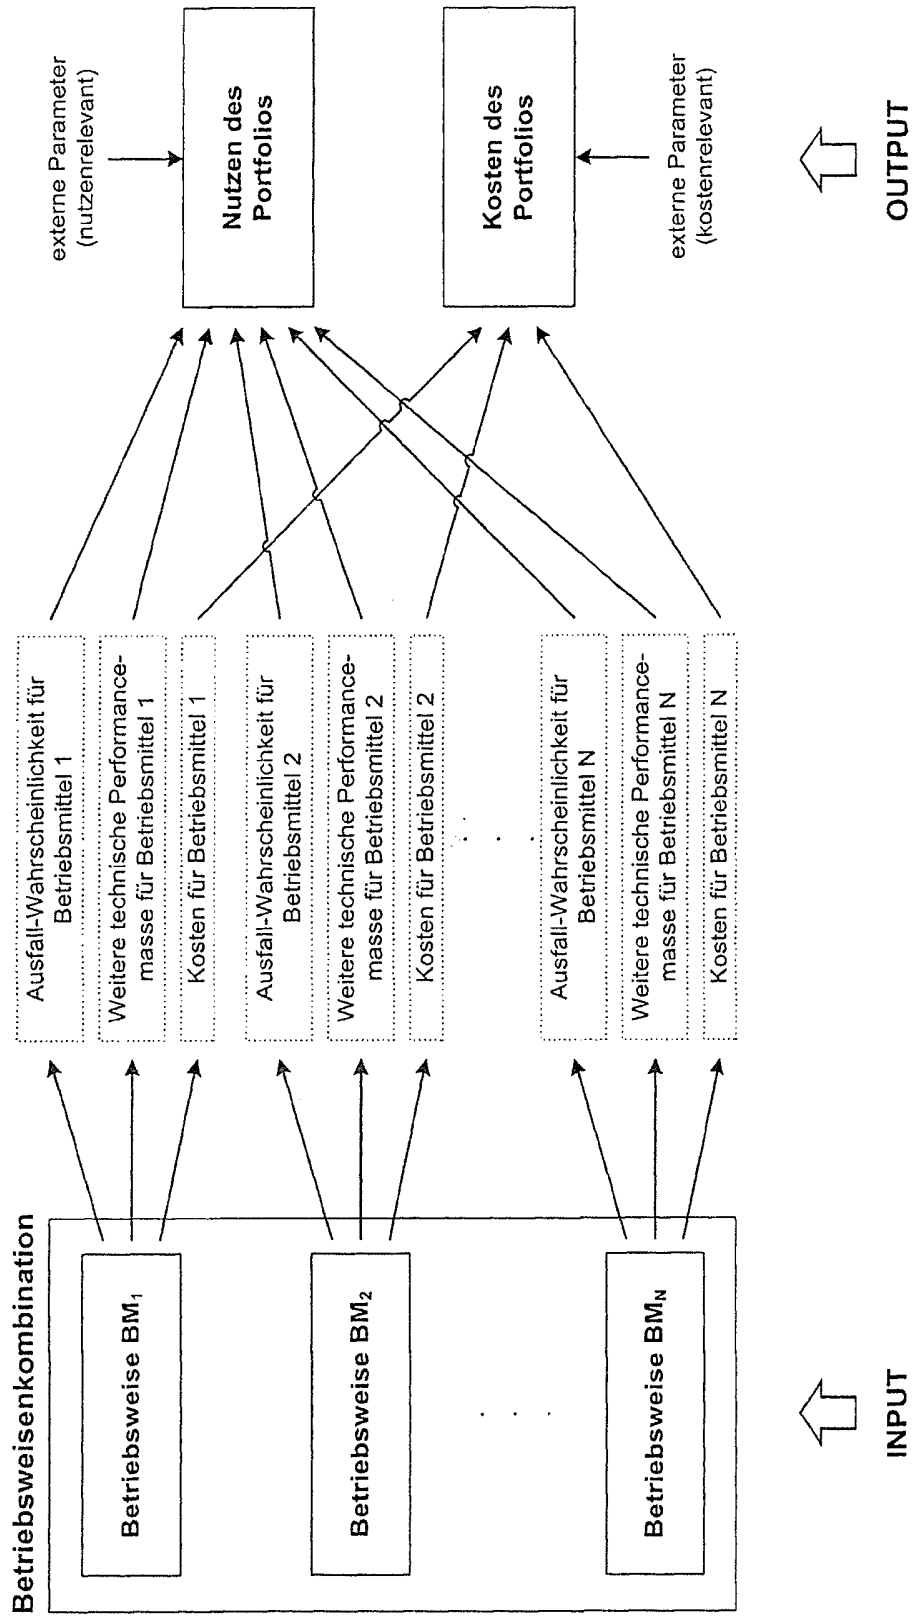 Betriebsweisenkombination
Betriebsweise BM1
Betriebsweise BM2
. . .
Betriebsweise BMN
INPUT
Ausfall-Wahrscheinlichkeit für
Betriebsmittel 1
Weitere technische Performance-
masse für Betriebsmittel 1
Kosten für Betriebsmittel 1
Ausfall-Wahrscheinlichkeit für
Betriebsmittel 2
Weitere technische Performance-
masse für Betriebsmittel 2
Kosten für Betriebsmittel 2
. . .
Ausfall-Wahrscheinlichkeit für
Betriebsmittel N
Weitere technische Performance-
masse für Betriebsmittel N
Kosten für Betriebsmittel N
externe Parameter
(nutzenrelevant)
Nutzen des
Portfolios
Kosten des
Portfolios
externe Parameter
(kostenrelevant)
OUTPUT